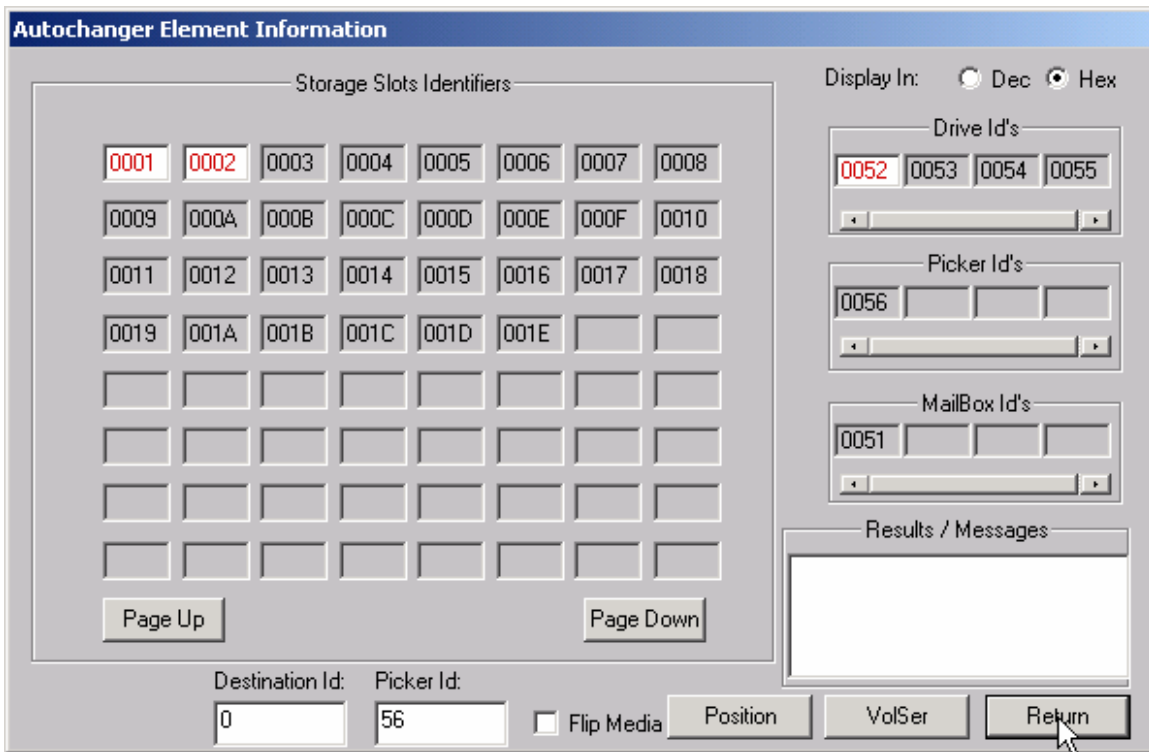 Autochanger Element Information
Storage Slots Identifiers
0001 0002 0003 0004 0005 0006 0007 0008
0009 000A 000B 000C 000D 000E 000F 0010
0011 0012 0013 0014 0015 0016 0017 0018
0019 001A 001B 001C 001D 001E
Page Up Page Down
Display In: Dec Hex
Drive Id's
0052 0053 0054 0055
Picker Id's
0056
MailBox Id's
0051
Results / Messages
Destination Id: Picker Id:
0 56 Flip Media Position VolSer Return